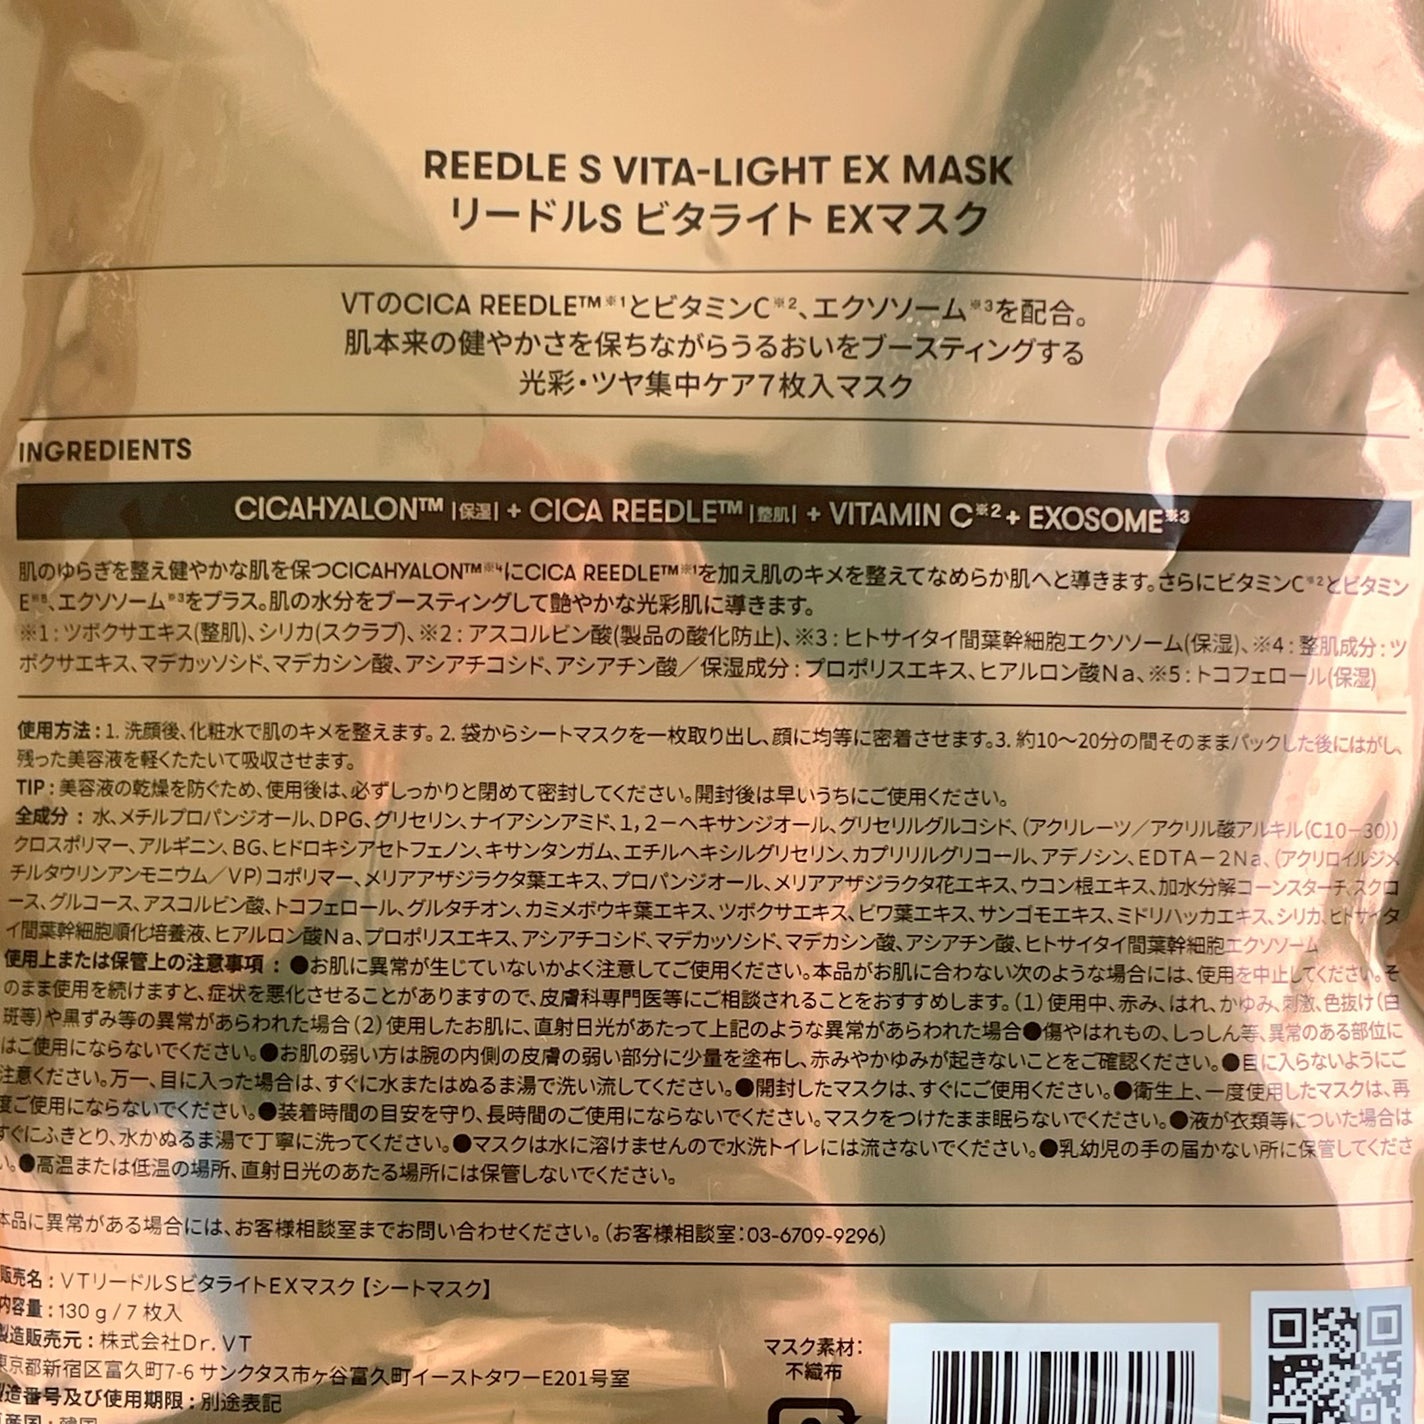 REEDLE S VITA-LIGHT EX MASK
リードルS ビタライト EXマスク
VTのCICA REEDLE™※1とビタミンC※2、エクソソーム※3を配合。
肌本来の健やかさを保ちながらうるおいをブースティングする
光彩・ツヤ集中ケア7枚入マスク
INGREDIENTS
CICAHYALON™ |保湿| + CICA REEDLE™ |整肌| + VITAMIN C※2 + EXOSOME※3
肌のゆらぎを整え健やかな肌を保つCICAHYALON™※4にCICA REEDLE™※1を加え肌のキメを整えてなめらか肌へと導きます。さらにビタミンC※2とビタミン
E※5、エクソソーム※3をプラス。肌の水分をブースティングして艶やかな光彩肌に導きます。
※1：ツボクサエキス(整肌)、シリカ(スクラブ)、※2：アスコルビン酸(製品の酸化防止)、※3：ヒトサイタイ間葉幹細胞エクソソーム(保湿)、※4：整肌成分：ツ
ボクサエキス、マデカッソシド、マデカシン酸、アシアチコシド、アシアチン酸／保湿成分：プロポリスエキス、ヒアルロン酸Na、※5：トコフェロール(保湿)
使用方法：1. 洗顔後、化粧水で肌のキメを整えます。2. 袋からシートマスクを一枚取り出し、顔に均等に密着させます。3. 約10～20分の間そのままパックした後にはがし、
残った美容液を軽くたたいて吸収させます。
TIP：美容液の乾燥を防ぐため、使用後は、必ずしっかりと閉めて密封してください。開封後は早いうちにご使用ください。
全成分：水、メチルプロパンジオール、DPG、グリセリン、ナイアシンアミド、1,2－ヘキサンジオール、グリセリルグルコシド、(アクリレーツ／アクリル酸アルキル(C10－30))
クロスポリマー、アルギニン、BG、ヒドロキシアセトフェノン、キサンタンガム、エチルヘキシルグリセリン、カプリリルグリコール、アデノシン、EDTA－2Na、(アクリロイルジメ
チルタウリンアンモニウム／VP)コポリマー、メリアアザジラクタ葉エキス、プロパンジオール、メリアアザジラクタ花エキス、ウコン根エキス、加水分解コーンスターチ、スクロ
ース、グルコース、アスコルビン酸、トコフェロール、グルタチオン、カミメボウキ葉エキス、ツボクサエキス、ビワ葉エキス、サンゴモエキス、ミドリハッカエキス、シリカ、ヒトサイタ
イ間葉幹細胞順化培養液、ヒアルロン酸Na、プロポリスエキス、アシアチコシド、マデカッソシド、マデカシン酸、アシアチン酸、ヒトサイタイ間葉幹細胞エクソソーム
使用上または保管上の注意事項：●お肌に異常が生じていないかよく注意してご使用ください。本品がお肌に合わない次のような場合には、使用を中止してください。そ
のまま使用を続けますと、症状を悪化させることがありますので、皮膚科専門医等にご相談されることをおすすめします。(1)使用中、赤み、はれ、かゆみ、刺激、色抜け(白
斑等)や黒ずみ等の異常があらわれた場合(2)使用したお肌に、直射日光があたって上記のような異常があらわれた場合●傷やはれもの、しっしん等、異常のある部位に
はご使用にならないでください。●お肌の弱い方は腕の内側の皮膚の弱い部分に少量を塗布し、赤みやかゆみが起きないことをご確認ください。●目に入らないようにご
注意ください。万一、目に入った場合は、すぐに水またはぬるま湯で洗い流してください。●開封したマスクは、すぐにご使用ください。●衛生上、一度使用したマスクは、再
度ご使用にならないでください。●装着時間の目安を守り、長時間のご使用にならないでください。マスクをつけたまま眠らないでください。●液が衣類等についた場合は
すぐにふきとり、水かぬるま湯で丁寧に洗ってください。●マスクは水に溶けませんので水洗トイレには流さないでください。●乳幼児の手の届かない所に保管してくださ
い。●高温または低温の場所、直射日光のあたる場所には保管しないでください。
本品に異常がある場合には、お客様相談室までお問い合わせください。(お客様相談室：03-6709-9296)
販売名：VTリードルSビタライトEXマスク【シートマスク】
内容量：130 g / 7 枚入
製造販売元：株式会社Dr. VT
東京都新宿区富久町7-6 サンクタス市ヶ谷富久町イーストタワーE201号室
製造番号及び使用期限：別途表記
マスク素材：
不織布